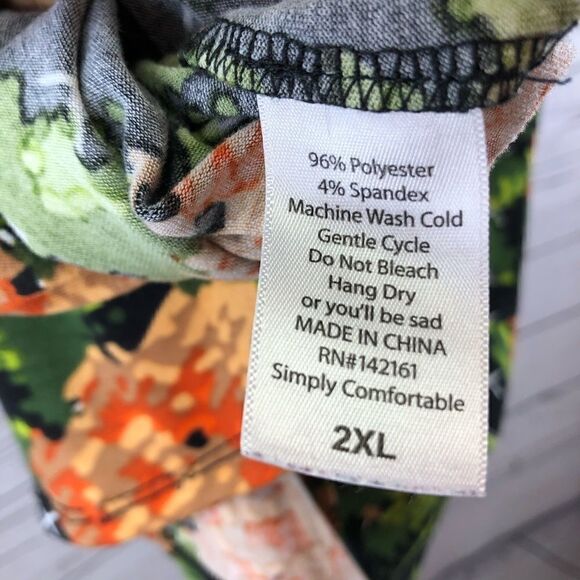 96% Polyester
4% Spandex
Machine Wash Cold
Gentle Cycle
Do Not Bleach
Hang Dry
or you'll be sad
MADE IN CHINA
RN#142161
Simply Comfortable
2XL